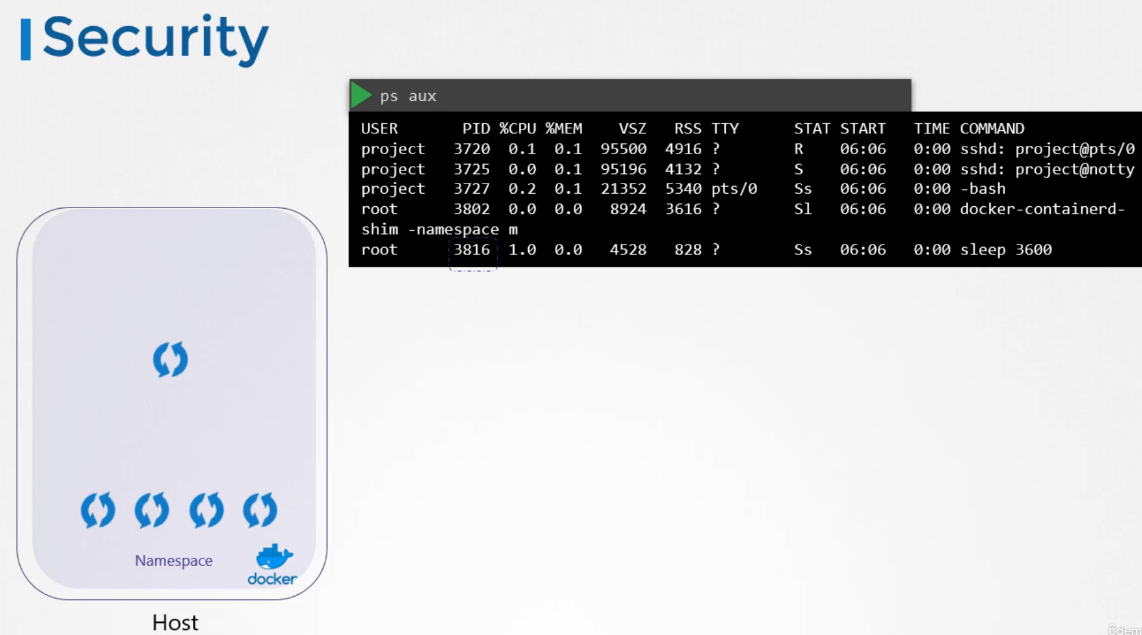 Security
ps aux
USER PID %CPU %MEM VSZ RSS TTY STAT START TIME COMMAND
project 3720 0.1 0.1 95500 4916 ? R 06:06 0:00 sshd: project@pts/0
project 3725 0.0 0.1 95196 4132 ? S 06:06 0:00 sshd: project@notty
project 3727 0.2 0.1 21352 5340 pts/0 Ss 06:06 0:00 -bash
root 3802 0.0 0.0 8924 3616 ? Sl 06:06 0:00 docker-containerd-
shim -namespace m
root 3816 1.0 0.0 4528 828 ? Ss 06:06 0:00 sleep 3600
Namespace
docker
Host